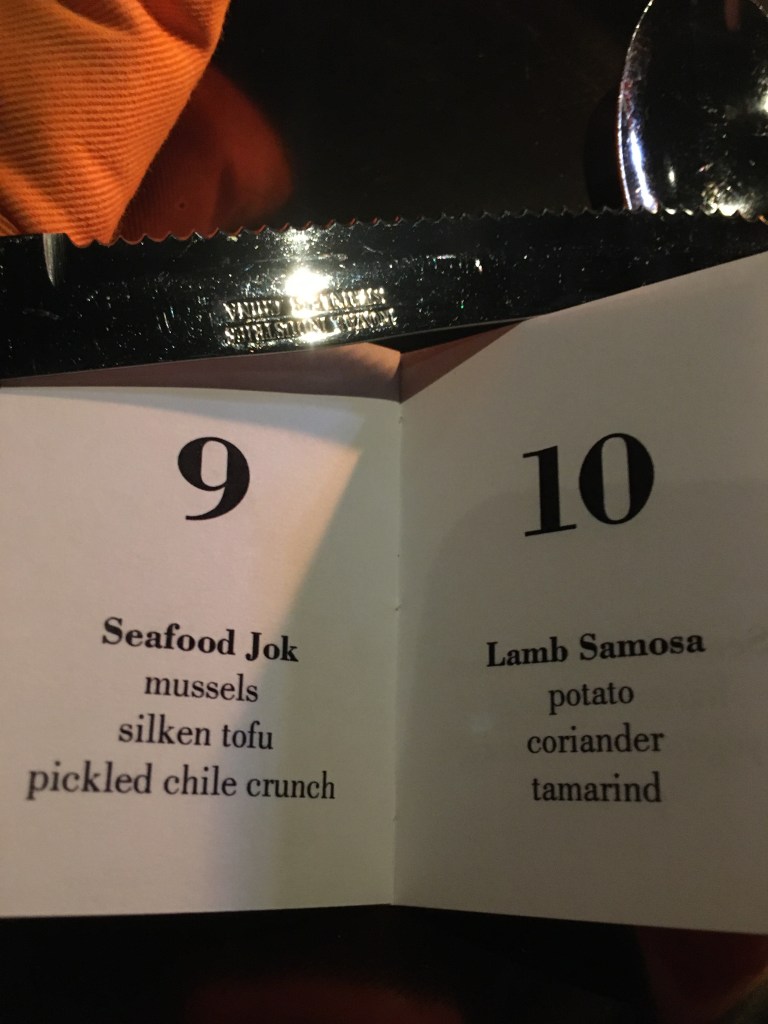 9
Seafood Jok
mussels
silken tofu
pickled chile crunch
10
Lamb Samosa
potato
coriander
tamarind